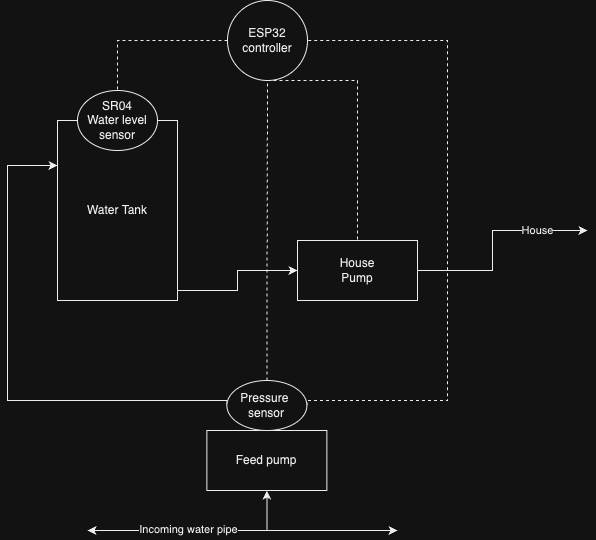 ESP32
controller
SR04
Water level
sensor
Water Tank
House
Pump
House
Pressure
sensor
Feed pump
Incoming water pipe